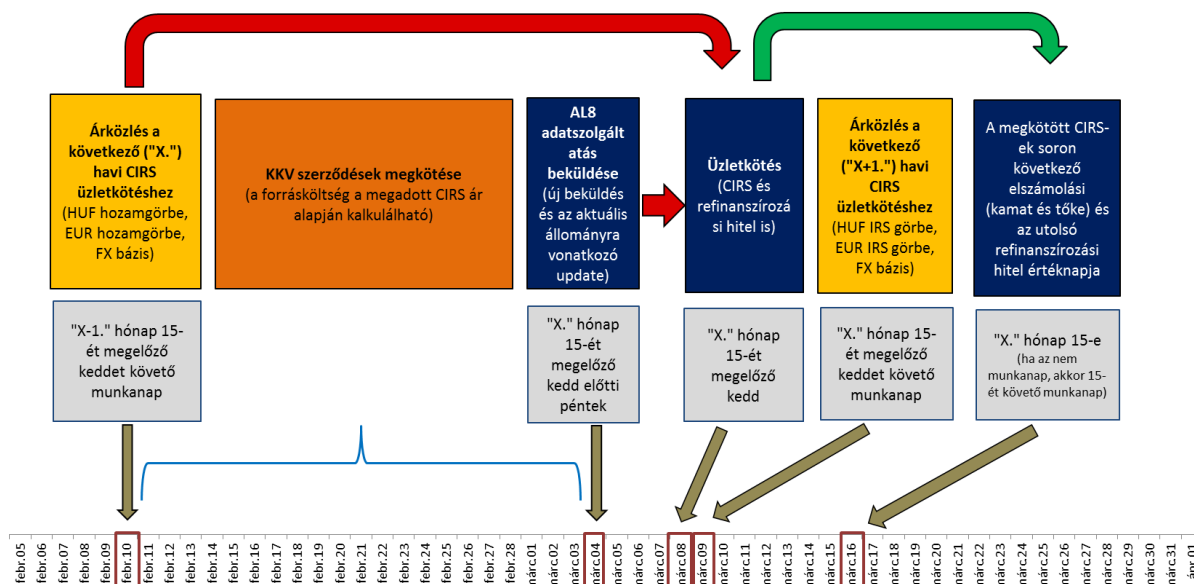 Árközlés a
következő ("X.")
havi CIRS
üzletkötéshez
(HUF hozamgörbe,
EUR hozamgörbe,
FX bázis)
KKV szerződések megkötése
(a forrásköltség a megadott CIRS ár
alapján kalkulálható)
AL8
adatszolgált
atás
beküldése
(új beküldés
és az aktuális
állományra
vonatkozó
update)
Üzletkötés
(CIRS és
refinanszírozá
si hitel is)
Árközlés a
következő
("X+1.") havi
CIRS
üzletkötéshez
(HUF IRS görbe,
EUR IRS görbe,
FX bázis)
A megkötött CIRS-
ek soron
következő
elszámolási
(kamat és tőke) és
az utolsó
refinanszírozási
hitel értéknapja
"X-1." hónap 15-
ét megelőző
keddet követő
munkanap
"X." hónap
15-ét
megelőző
kedd előtti
péntek
"X." hónap
15-ét
megelőző
kedd
"X." hónap 15-
ét megelőző
keddet követő
munkanap
"X." hónap 15-e
(ha az nem
munkanap, akkor 15-
ét követő munkanap)
febr.05
febr.06
febr.07
febr.08
febr.09
febr.10
febr.11
febr.12
febr.13
febr.14
febr.15
febr.16
febr.17
febr.18
febr.19
febr.20
febr.21
febr.22
febr.23
febr.24
febr.25
febr.26
febr.27
febr.28
márc.01
márc.02
márc.03
márc.04
márc.05
márc.06
márc.07
márc.08
márc.09
márc.10
márc.11
márc.12
márc.13
márc.14
márc.15
márc.16
márc.17
márc.18
márc.19
márc.20
márc.21
márc.22
márc.23
márc.24
márc.25
márc.26
márc.27
márc.28
márc.29
márc.30
márc.31